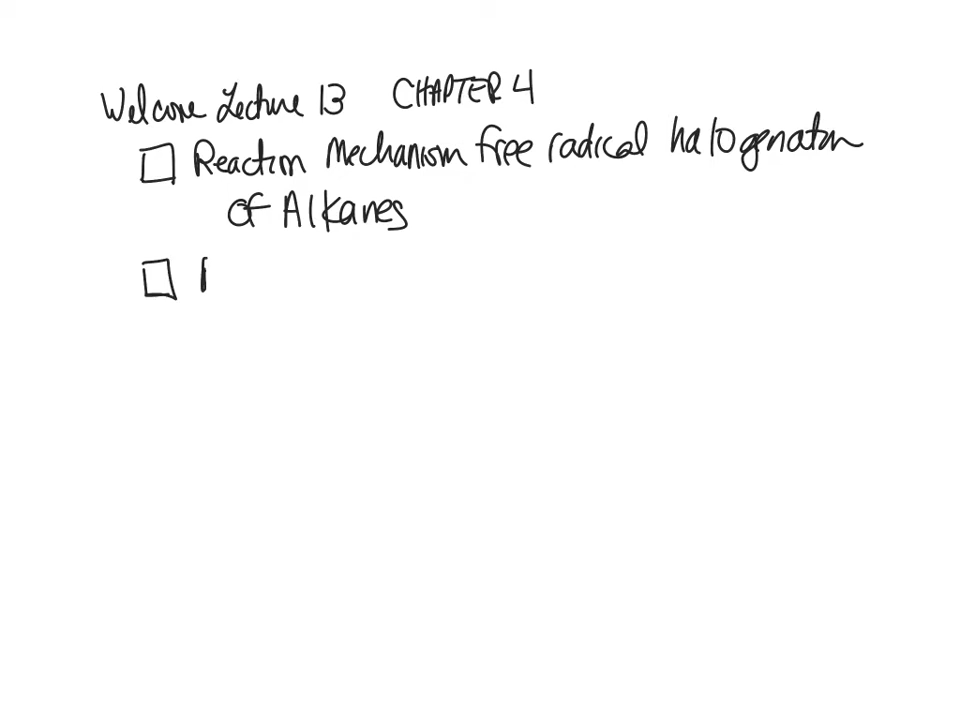 Welcome Lecture 13 CHAPTER 4
☐ Reaction Mechanism free radical halogenation
of Alkanes
☐